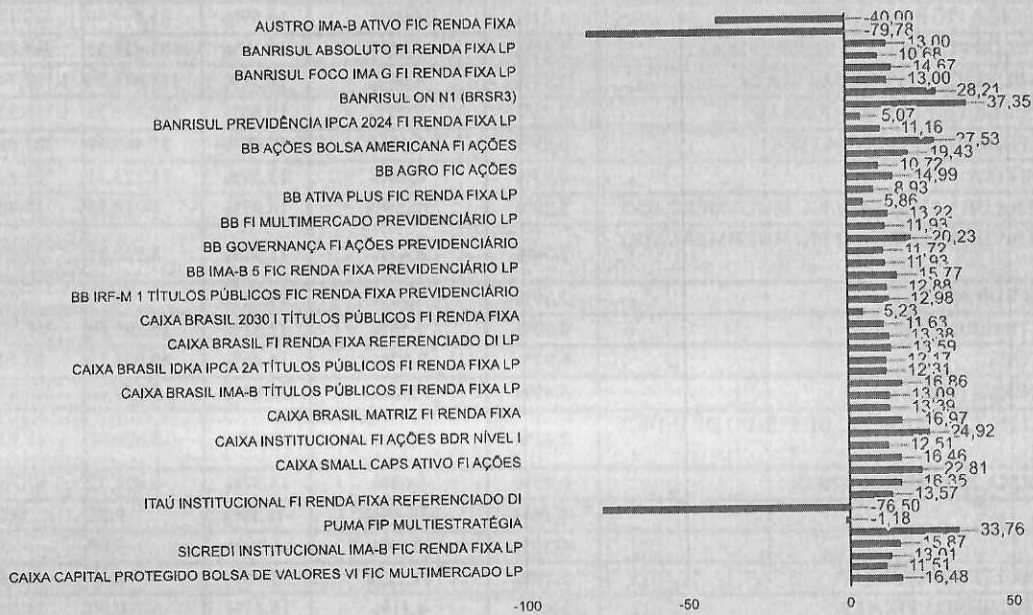 AUSTRO IMA-B ATIVO FIC RENDA FIXA
-40,00
-79,78
BANRISUL ABSOLUTO FI RENDA FIXA LP
13,00
10,68
BANRISUL FOCO IMA G FI RENDA FIXA LP
14,67
13,00
BANRISUL ON N1 (BRSR3)
28,21
37,35
BANRISUL PREVIDÊNCIA IPCA 2024 FI RENDA FIXA LP
5,07
11,16
BB AÇÕES BOLSA AMERICANA FI AÇÕES
27,53
19,43
BB AGRO FIC AÇÕES
10,72
14,99
BB ATIVA PLUS FIC RENDA FIXA LP
8,93
5,86
BB FI MULTIMERCADO PREVIDENCIÁRIO LP
13,22
11,93
BB GOVERNANÇA FI AÇÕES PREVIDENCIÁRIO
20,23
11,72
BB IMA-B 5 FIC RENDA FIXA PREVIDENCIÁRIO LP
11,93
15,77
BB IRF-M 1 TÍTULOS PÚBLICOS FIC RENDA FIXA PREVIDENCIÁRIO
12,88
12,98
CAIXA BRASIL 2030 I TÍTULOS PÚBLICOS FI RENDA FIXA
5,23
11,63
CAIXA BRASIL FI RENDA FIXA REFERENCIADO DI LP
13,38
13,59
CAIXA BRASIL IDKA IPCA 2A TÍTULOS PÚBLICOS FI RENDA FIXA LP
12,17
12,31
CAIXA BRASIL IMA-B TÍTULOS PÚBLICOS FI RENDA FIXA LP
16,86
13,09
CAIXA BRASIL MATRIZ FI RENDA FIXA
13,39
16,97
CAIXA INSTITUCIONAL FI AÇÕES BDR NÍVEL I
24,92
12,51
CAIXA SMALL CAPS ATIVO FI AÇÕES
16,46
22,81
16,35
ITAÚ INSTITUCIONAL FI RENDA FIXA REFERENCIADO DI
13,57
-76,50
PUMA FIP MULTIESTRATÉGIA
-1,18
33,76
SICREDI INSTITUCIONAL IMA-B FIC RENDA FIXA LP
15,87
13,01
CAIXA CAPITAL PROTEGIDO BOLSA DE VALORES VI FIC MULTIMERCADO LP
11,51
16,48
-100 -50 0 50